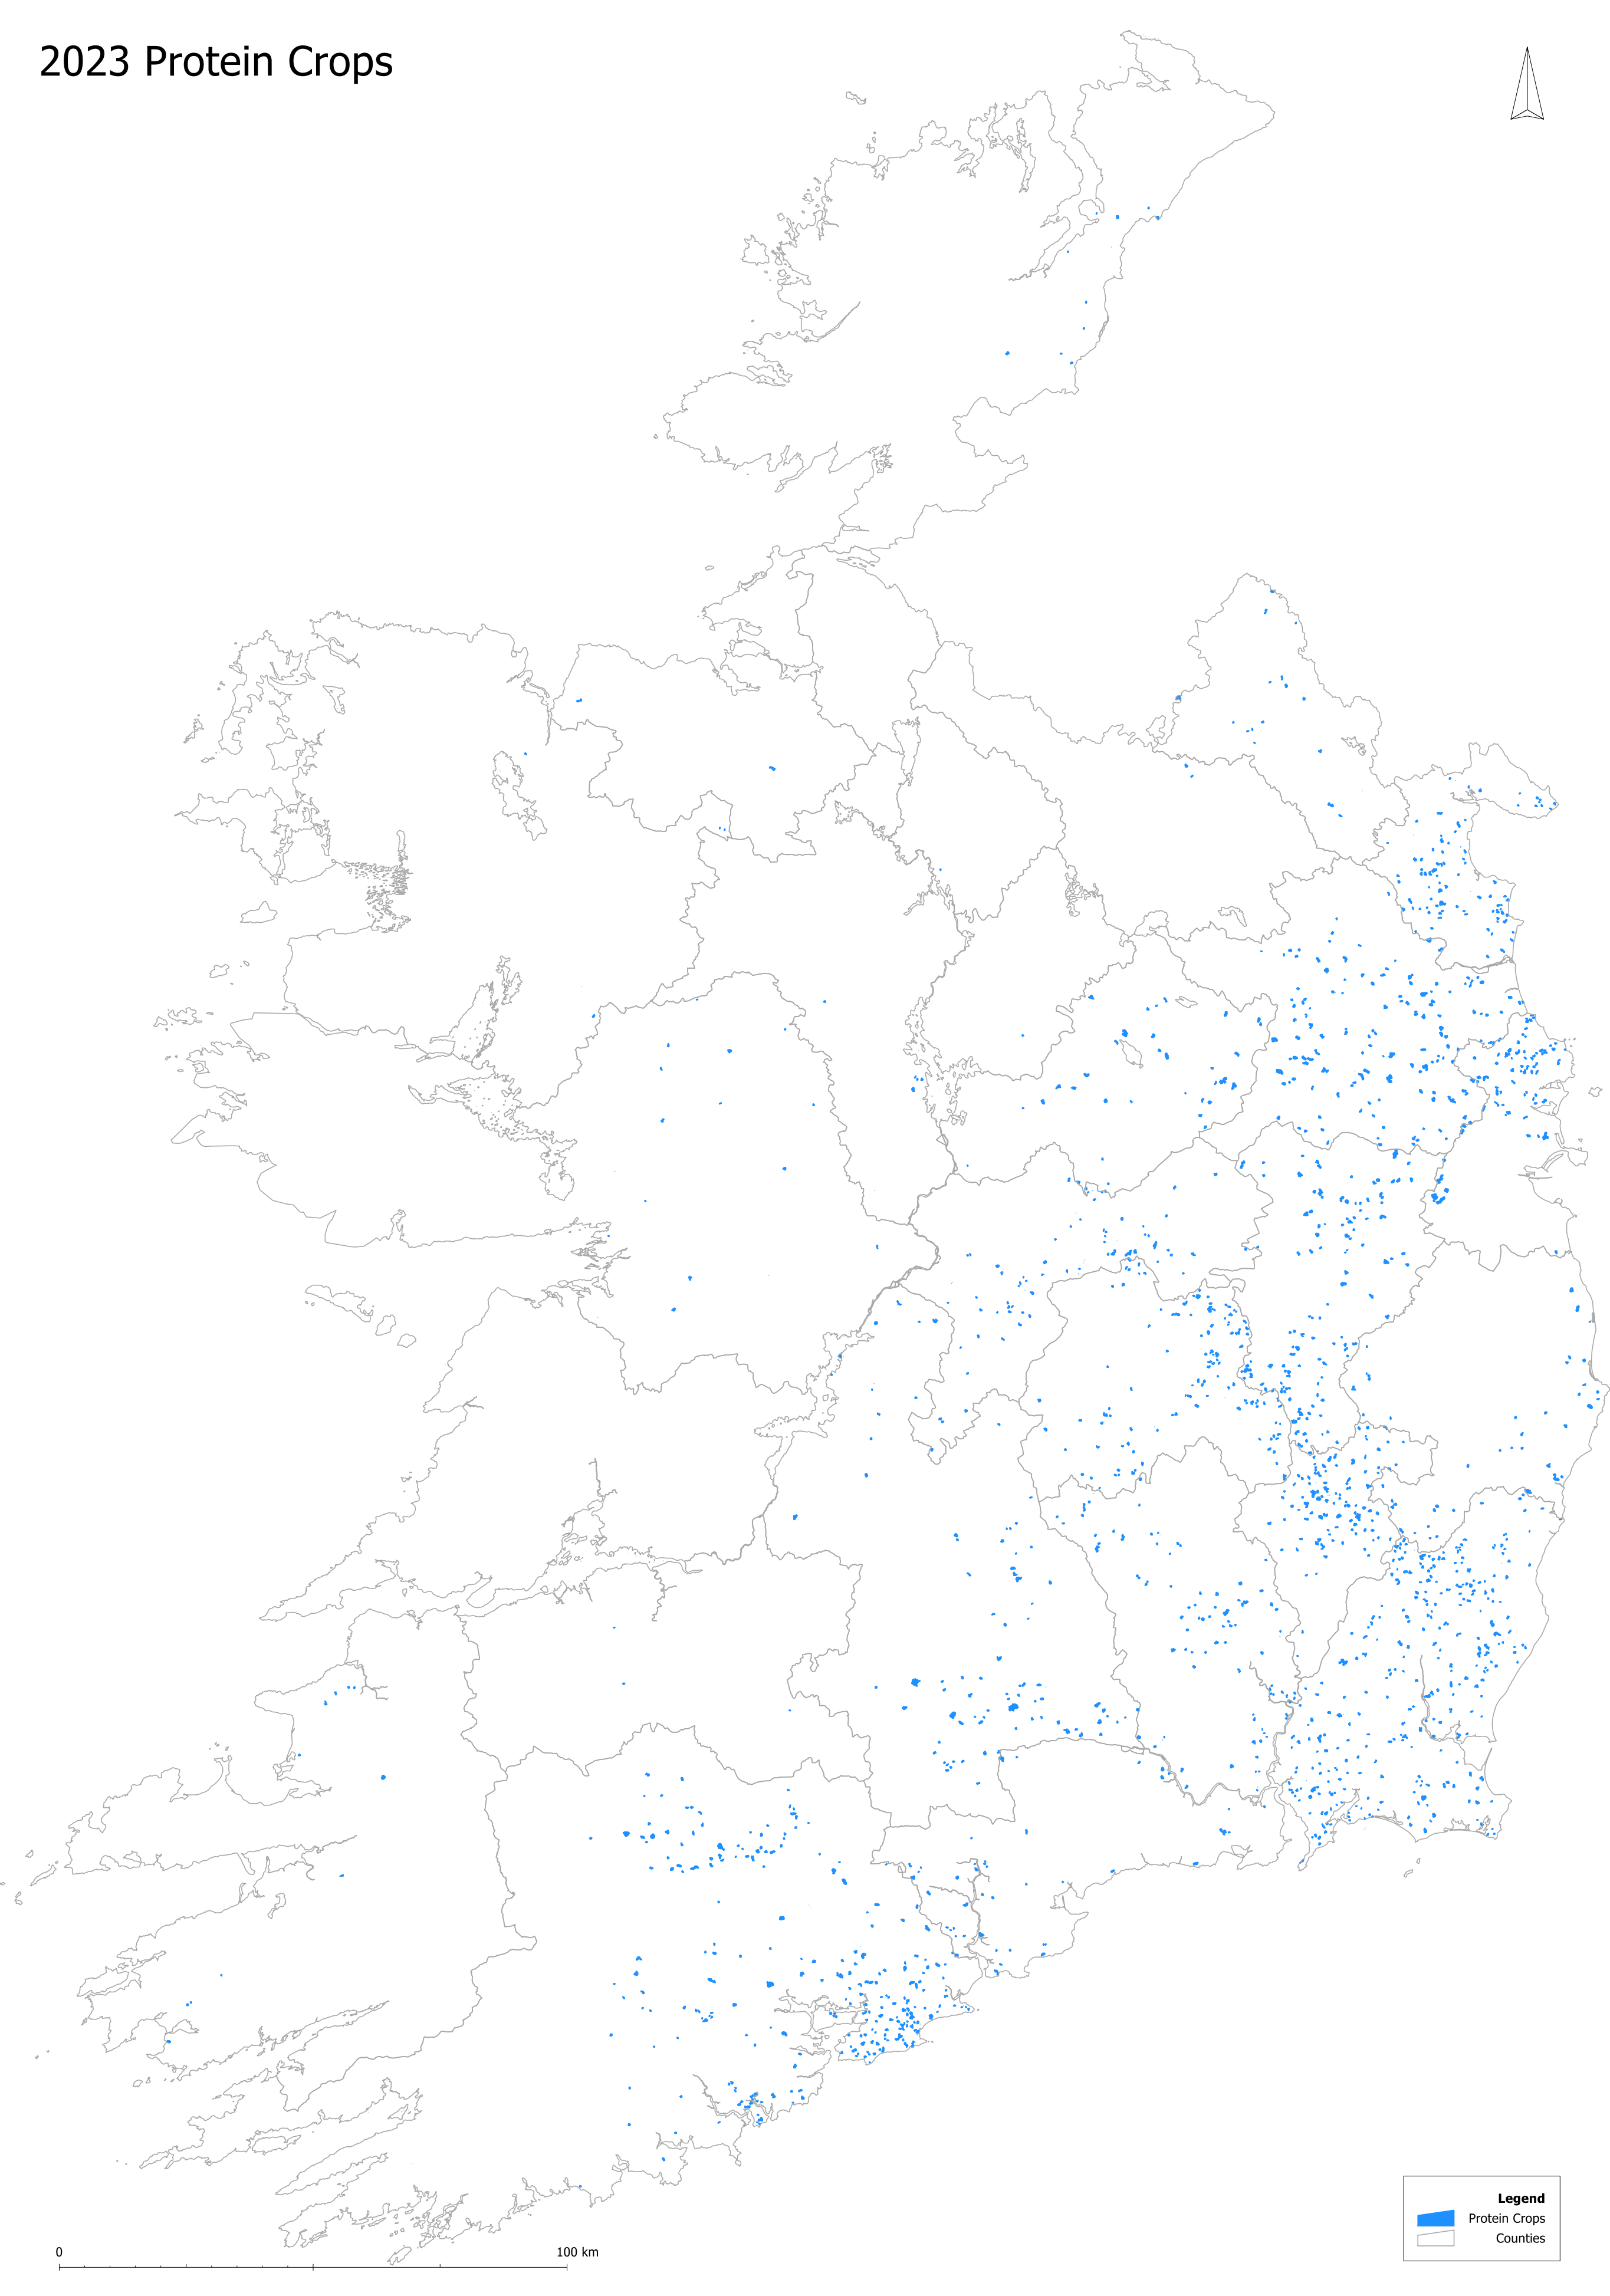 2023 Protein Crops
Legend
Protein Crops
Counties
0 100 km